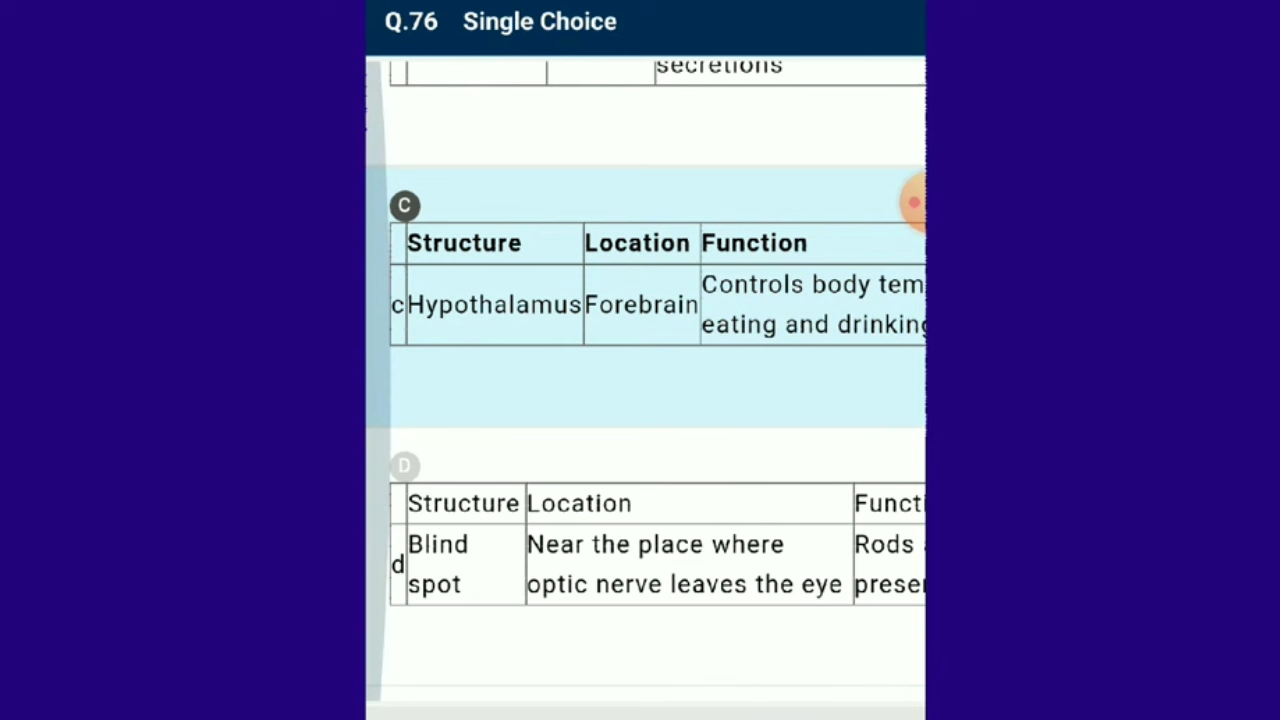 Q.76 Single Choice
secretions
C
Structure Location Function
c Hypothalamus Forebrain Controls body tem
eating and drinking
D
Structure Location Functi
d Blind spot Near the place where Rods
optic nerve leaves the eye prese